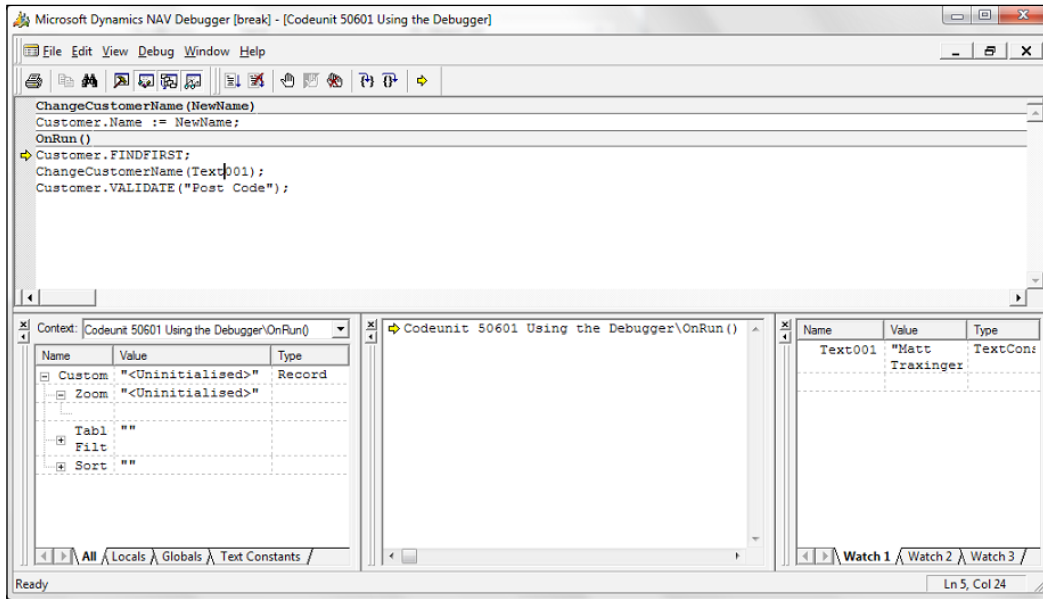 Microsoft Dynamics NAV Debugger [break] - [Codeunit 50601 Using the Debugger]
File Edit View Debug Window Help
ChangeCustomerName(NewName)
Customer.Name := NewName;
OnRun()
Customer.FINDFIRST;
ChangeCustomerName(Text001);
Customer.VALIDATE("Post Code");
Context: Codeunit 50601 Using the Debugger\OnRun()
Name Value Type
Custom "<Uninitialised>" Record
Zoom "<Uninitialised>"
Tabl ""
Filt
Sort ""
All Locals Globals Text Constants
Codeunit 50601 Using the Debugger\OnRun()
Name Value Type
Text001 "Matt TextCons
Traxinger
Watch 1 Watch 2 Watch 3
Ready Ln 5, Col 24